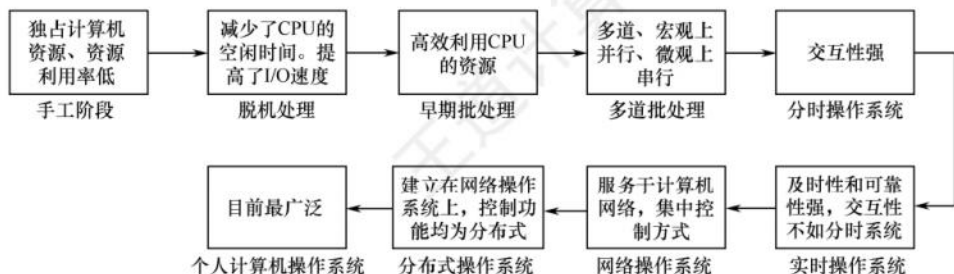 独占计算机
资源、资源
利用率低
手工阶段
减少了CPU的
空闲时间。提
高了I/O速度
脱机处理
高效利用CPU
的资源
早期批处理
多道、宏观上
并行、微观上
串行
多道批处理
交互性强
分时操作系统
及时性和可靠
性强，交互性
不如分时系统
实时操作系统
服务于计算机
网络，集中控
制方式
网络操作系统
建立在网络操作
系统上，控制功
能均为分布式
分布式操作系统
目前最广泛
个人计算机操作系统
王道计算